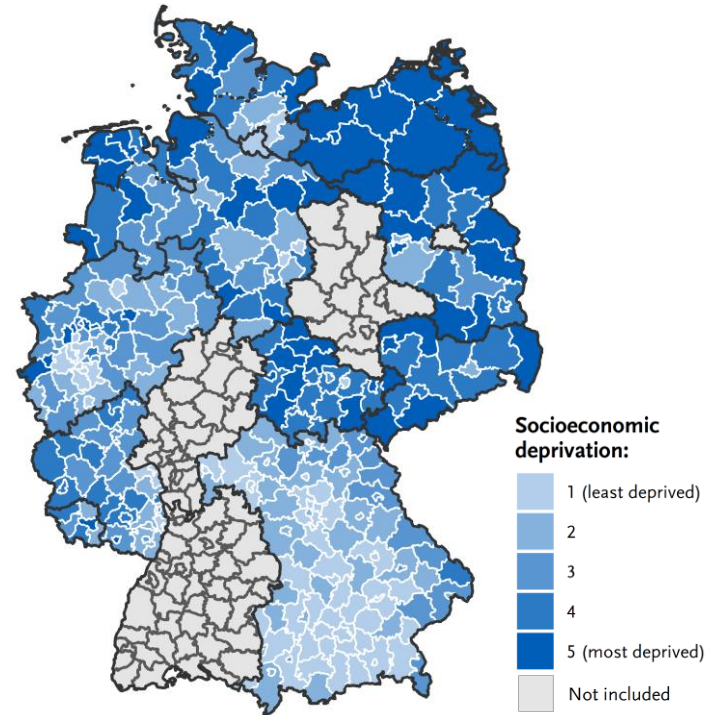 Socioeconomic
deprivation:
1 (least deprived)
2
3
4
5 (most deprived)
Not included